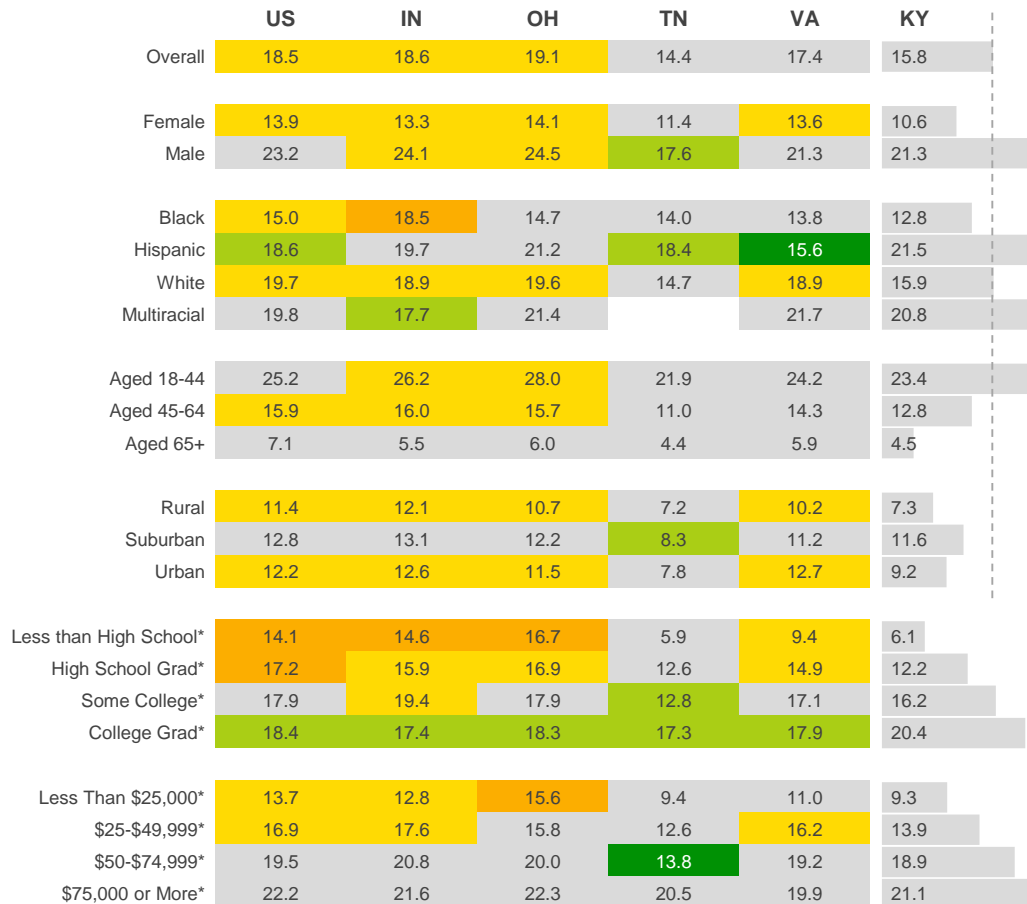 US IN OH TN VA KY
Overall 18.5 18.6 19.1 14.4 17.4 15.8
Female 13.9 13.3 14.1 11.4 13.6 10.6
Male 23.2 24.1 24.5 17.6 21.3 21.3
Black 15.0 18.5 14.7 14.0 13.8 12.8
Hispanic 18.6 19.7 21.2 18.4 15.6 21.5
White 19.7 18.9 19.6 14.7 18.9 15.9
Multiracial 19.8 17.7 21.4 21.7 20.8
Aged 18-44 25.2 26.2 28.0 21.9 24.2 23.4
Aged 45-64 15.9 16.0 15.7 11.0 14.3 12.8
Aged 65+ 7.1 5.5 6.0 4.4 5.9 4.5
Rural 11.4 12.1 10.7 7.2 10.2 7.3
Suburban 12.8 13.1 12.2 8.3 11.2 11.6
Urban 12.2 12.6 11.5 7.8 12.7 9.2
Less than High School* 14.1 14.6 16.7 5.9 9.4 6.1
High School Grad* 17.2 15.9 16.9 12.6 14.9 12.2
Some College* 17.9 19.4 17.9 12.8 17.1 16.2
College Grad* 18.4 17.4 18.3 17.3 17.9 20.4
Less Than $25,000* 13.7 12.8 15.6 9.4 11.0 9.3
$25-$49,999* 16.9 17.6 15.8 12.6 16.2 13.9
$50-$74,999* 19.5 20.8 20.0 13.8 19.2 18.9
$75,000 or More* 22.2 21.6 22.3 20.5 19.9 21.1